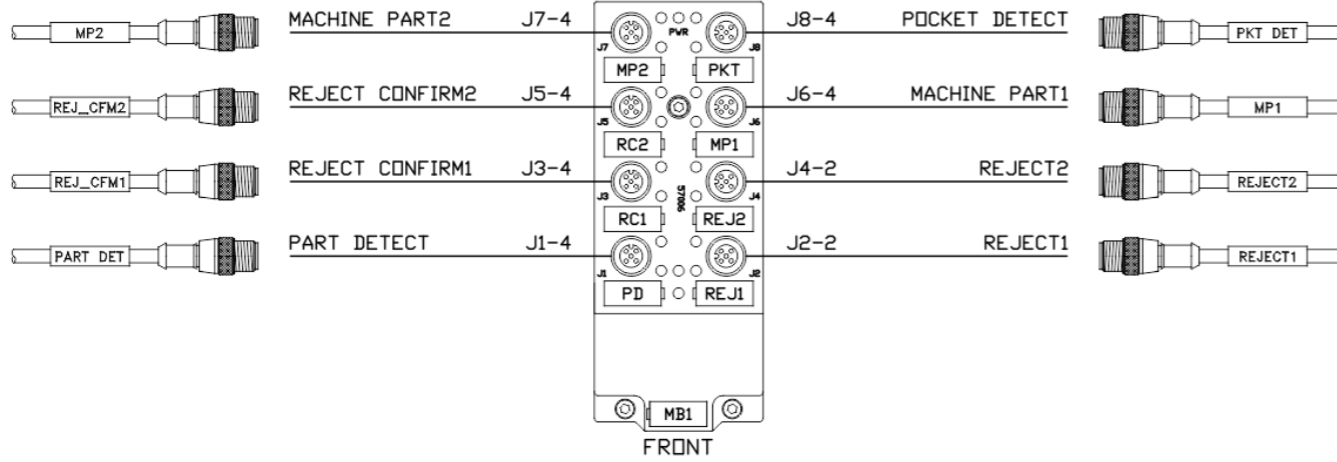 MP2 MACHINE PART2 J7-4 PWR J8-4 POCKET DETECT PKT DET
J7 J8
MP2 PKT
REJ_CFM2 REJECT CONFIRM2 J5-4 J6-4 MACHINE PART1 MP1
J5 J6
RC2 MP1
REJ_CFM1 REJECT CONFIRM1 J3-4 J4-2 REJECT2 REJECT2
J3 57006 J4
RC1 REJ2
PART DET PART DETECT J1-4 J2-2 REJECT1 REJECT1
J1 J2
PD REJ1
MB1
FRONT